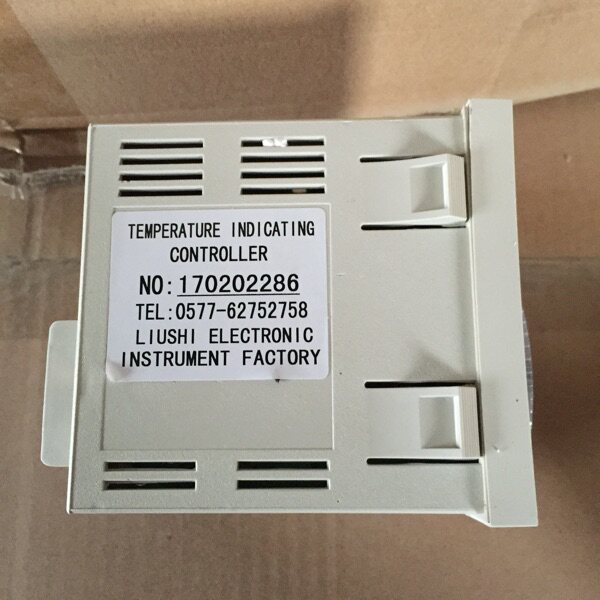 TEMPERATURE INDICATING
CONTROLLER
NO:170202286
TEL:0577-62752758
LIUSHI ELECTRONIC
INSTRUMENT FACTORY